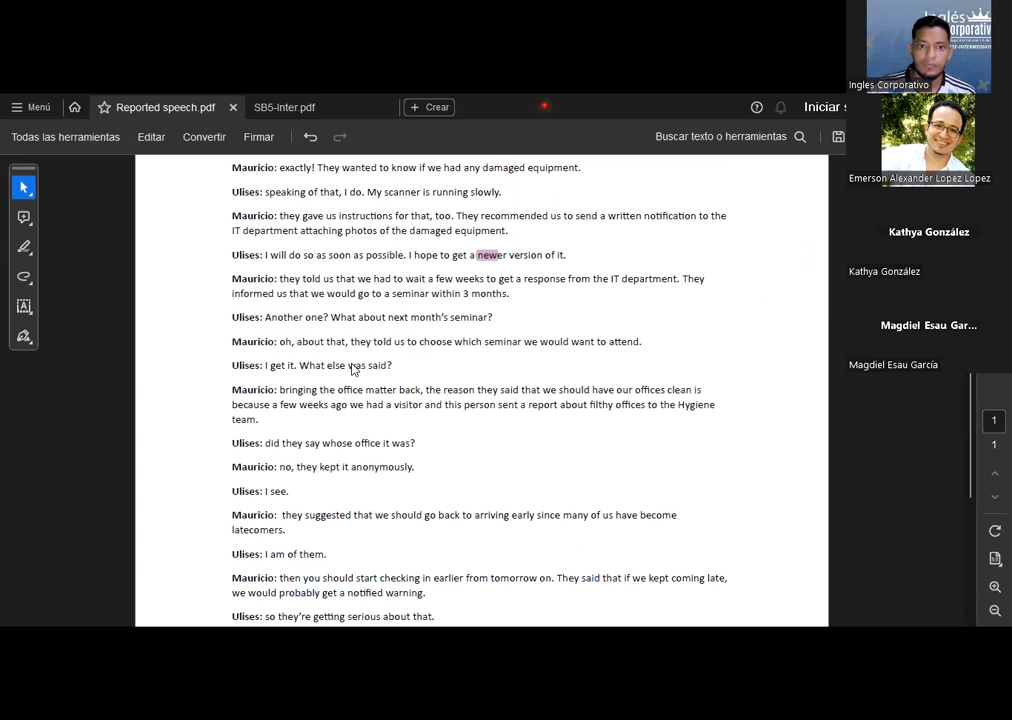 Inglés
Corporativo
PRE-INTERMEDIATE
Ingles Corporativo
Menú
Reported speech.pdf
SB5-Inter.pdf
Crear
Iniciar s
Todas las herramientas
Editar
Convertir
Firmar
Buscar texto o herramientas
Emerson Alexander Lopez Lopez
Kathya González
Kathya González
Magdiel Esau Gar...
Magdiel Esau García
1
1
Mauricio: exactly! They wanted to know if we had any damaged equipment.
Ulises: speaking of that, I do. My scanner is running slowly.
Mauricio: they gave us instructions for that, too. They recommended us to send a written notification to the
IT department attaching photos of the damaged equipment.
Ulises: I will do so as soon as possible. I hope to get a newer version of it.
Mauricio: they told us that we had to wait a few weeks to get a response from the IT department. They
informed us that we would go to a seminar within 3 months.
Ulises: Another one? What about next month's seminar?
Mauricio: oh, about that, they told us to choose which seminar we would want to attend.
Ulises: I get it. What else was said?
Mauricio: bringing the office matter back, the reason they said that we should have our offices clean is
because a few weeks ago we had a visitor and this person sent a report about filthy offices to the Hygiene
team.
Ulises: did they say whose office it was?
Mauricio: no, they kept it anonymously.
Ulises: I see.
Mauricio: they suggested that we should go back to arriving early since many of us have become
latecomers.
Ulises: I am of them.
Mauricio: then you should start checking in earlier from tomorrow on. They said that if we kept coming late,
we would probably get a notified warning.
Ulises: so they're getting serious about that.